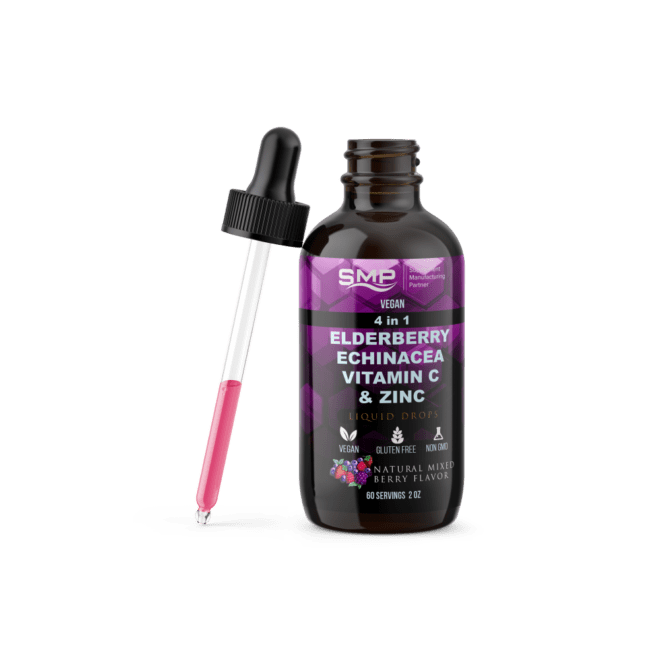 SMP
Supplement
Manufacturing
Partner
VEGAN
4 in 1
ELDERBERRY
ECHINACEA
VITAMIN C
& ZINC
LIQUID DROPS
VEGAN
GLUTEN FREE
NON GMO
NATURAL MIXED
BERRY FLAVOR
60 SERVINGS 2 OZ